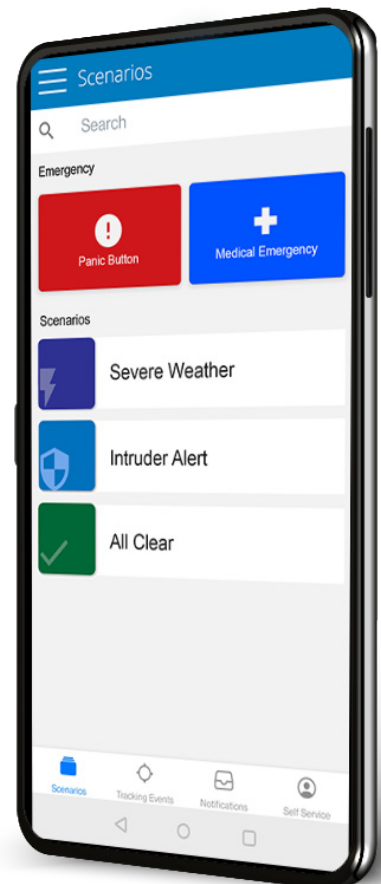 Scenarios
Search
Emergency
Panic Button
Medical Emergency
Scenarios
Severe Weather
Intruder Alert
All Clear
Scenarios
Tracking Events
Notifications
Self Service